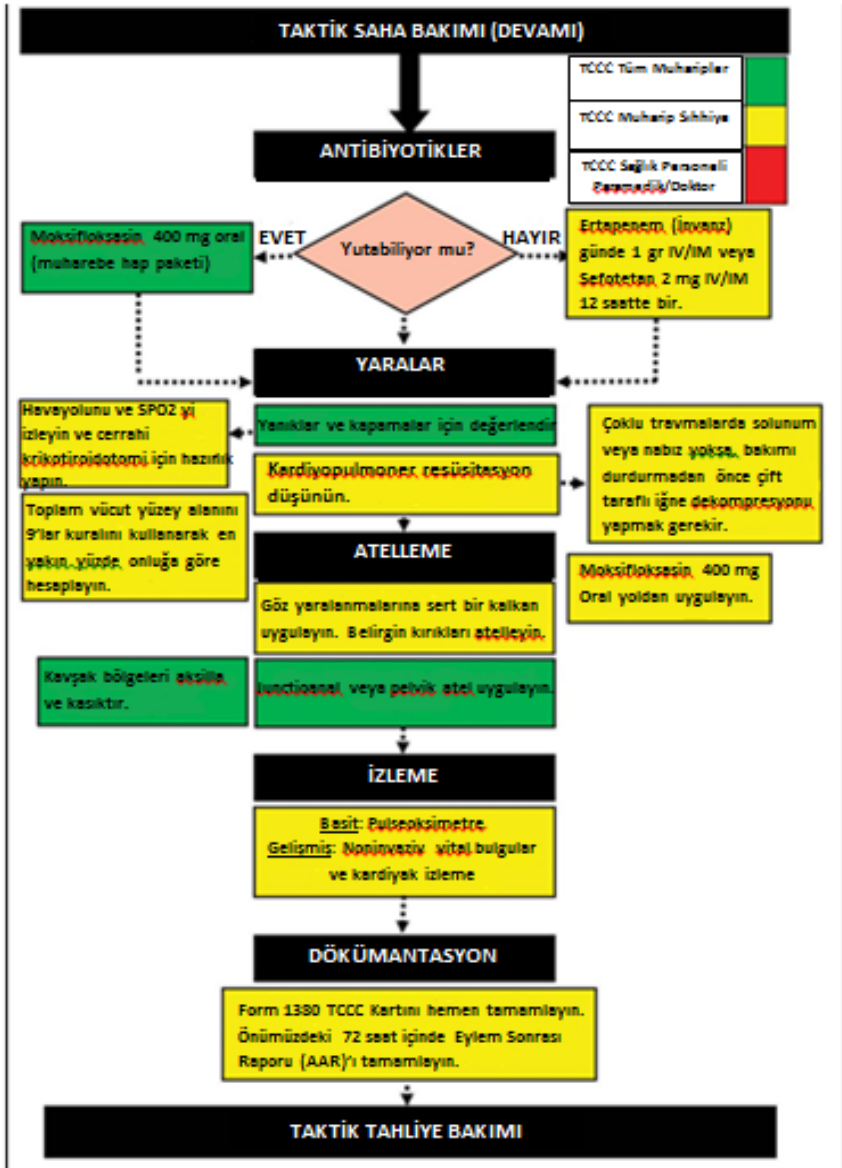 TAKTİK SAHA BAKIMI (DEVAMI)
TCCC Tüm Muharipler
TCCC Muharip Sıhhiye
TCCC Sağlık Personeli
Paramedik/Doktor
ANTİBİYOTİKLER
Moksifloksasin 400 mg oral
(muharebe hap paketi)
EVET
Yutabiliyor mu?
HAYIR
Ertapenem (İnvanz)
günde 1 gr IV/IM veya
Sefotetan 2 mg IV/IM
12 saatte bir.
YARALAR
Havayolunu ve SPO2 yi
izleyin ve cerrahi
krikotiroidotomi için hazırlık
yapın.
Yanıklar ve kapamalar için değerlendir
Kardiyopulmoner resüsitasyon
düşünün.
Çoklu travmalarda solunum
veya nabız yoksa, bakımı
durdurmadan önce çift
taraflı iğne dekompresyonu
yapmak gerekir.
Toplam vücut yüzey alanını
9'lar kuralını kullanarak en
yakın yüzde onluğa göre
hesaplayın.
ATELLEME
Göz yaralanmalarına sert bir kalkan
uygulayın. Belirgin kırıkları atelleyin.
Moksifloksasin 400 mg
Oral yoldan uygulayın.
Kavşak bölgeleri aksilla
ve kasıktır.
Junctioanal veya pelvik atel uygulayın.
İZLEME
Basit: Pulseoksimetre
Gelişmiş: Noninvaziv vital bulgular
ve kardiyak izleme
DÖKÜMANTASYON
Form 1380 TCCC Kartını hemen tamamlayın.
Önümüzdeki 72 saat içinde Eylem Sonrası
Raporu (AAR)'ı tamamlayın.
TAKTİK TAHLİYE BAKIMI